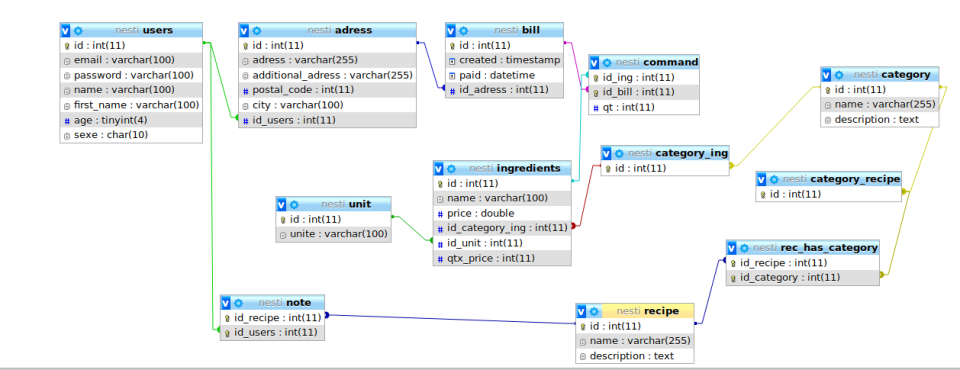 nesti users
id : int(11)
email : varchar(100)
password : varchar(100)
name : varchar(100)
first_name : varchar(100)
age : tinyint(4)
sexe : char(10)
nesti adress
id : int(11)
adress : varchar(255)
additional_adress : varchar(255)
postal_code : int(11)
city : varchar(100)
id_users : int(11)
nesti bill
id : int(11)
created : timestamp
paid : datetime
id_adress : int(11)
nesti command
id_ing : int(11)
id_bill : int(11)
qt : int(11)
nesti category
id : int(11)
name : varchar(255)
description : text
nesti category_ing
id : int(11)
nesti ingredients
id : int(11)
name : varchar(100)
price : double
id_category_ing : int(11)
id_unit : int(11)
qtx_price : int(11)
nesti category_recipe
id : int(11)
nesti unit
id : int(11)
unite : varchar(100)
nesti rec_has_category
id_recipe : int(11)
id_category : int(11)
nesti note
id_recipe : int(11)
id_users : int(11)
nesti recipe
id : int(11)
name : varchar(255)
description : text